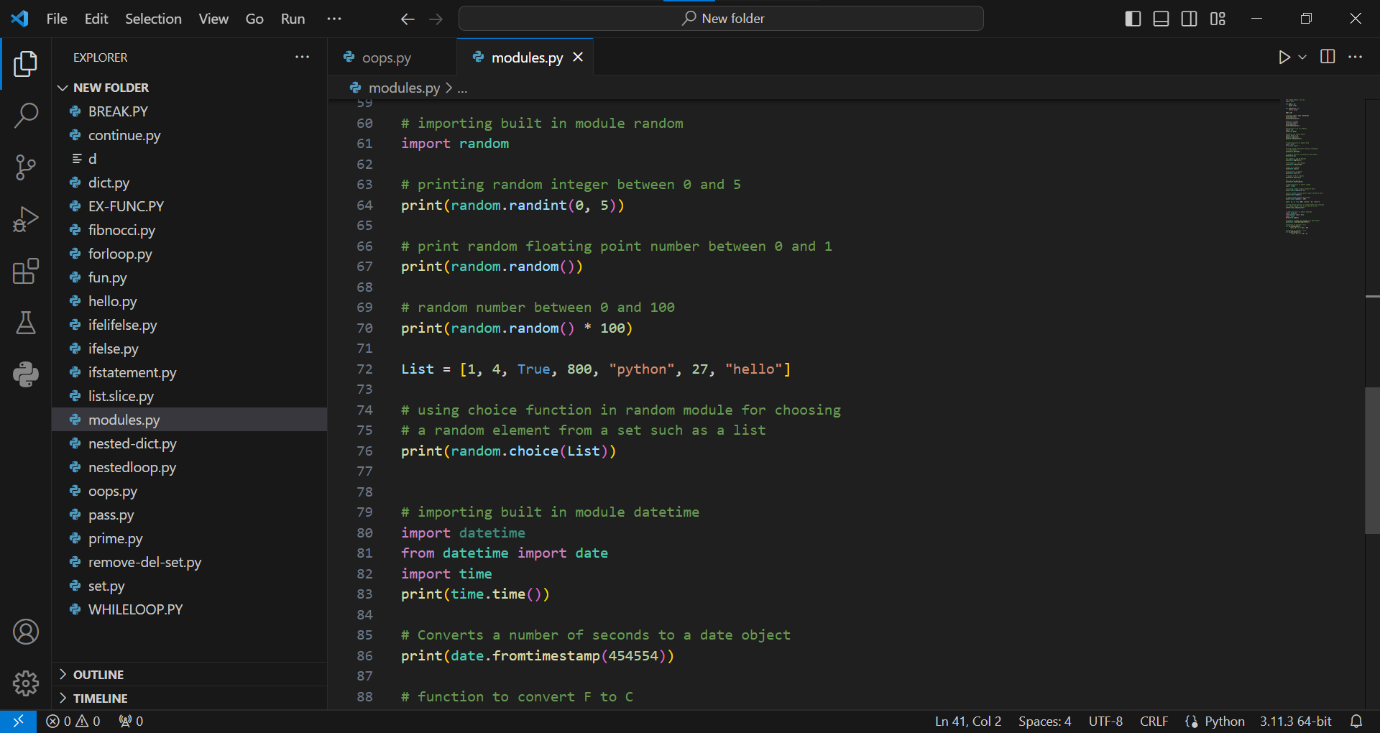 File Edit Selection View Go Run ··· New folder
EXPLORER ···
NEW FOLDER
BREAK.PY
continue.py
d
dict.py
EX-FUNC.PY
fibnocci.py
forloop.py
fun.py
hello.py
ifelifelse.py
ifelse.py
ifstatement.py
list.slice.py
modules.py
nested-dict.py
nestedloop.py
oops.py
pass.py
prime.py
remove-del-set.py
set.py
WHILELOOP.PY
OUTLINE
TIMELINE
oops.py modules.py
modules.py > ...
59
60 # importing built in module random
61 import random
62
63 # printing random integer between 0 and 5
64 print(random.randint(0, 5))
65
66 # print random floating point number between 0 and 1
67 print(random.random())
68
69 # random number between 0 and 100
70 print(random.random() * 100)
71
72 List = [1, 4, True, 800, "python", 27, "hello"]
73
74 # using choice function in random module for choosing
75 # a random element from a set such as a list
76 print(random.choice(List))
77
78
79 # importing built in module datetime
80 import datetime
81 from datetime import date
82 import time
83 print(time.time())
84
85 # Converts a number of seconds to a date object
86 print(date.fromtimestamp(454554))
87
88 # function to convert F to C
0 0 0 Ln 41, Col 2 Spaces: 4 UTF-8 CRLF Python 3.11.3 64-bit